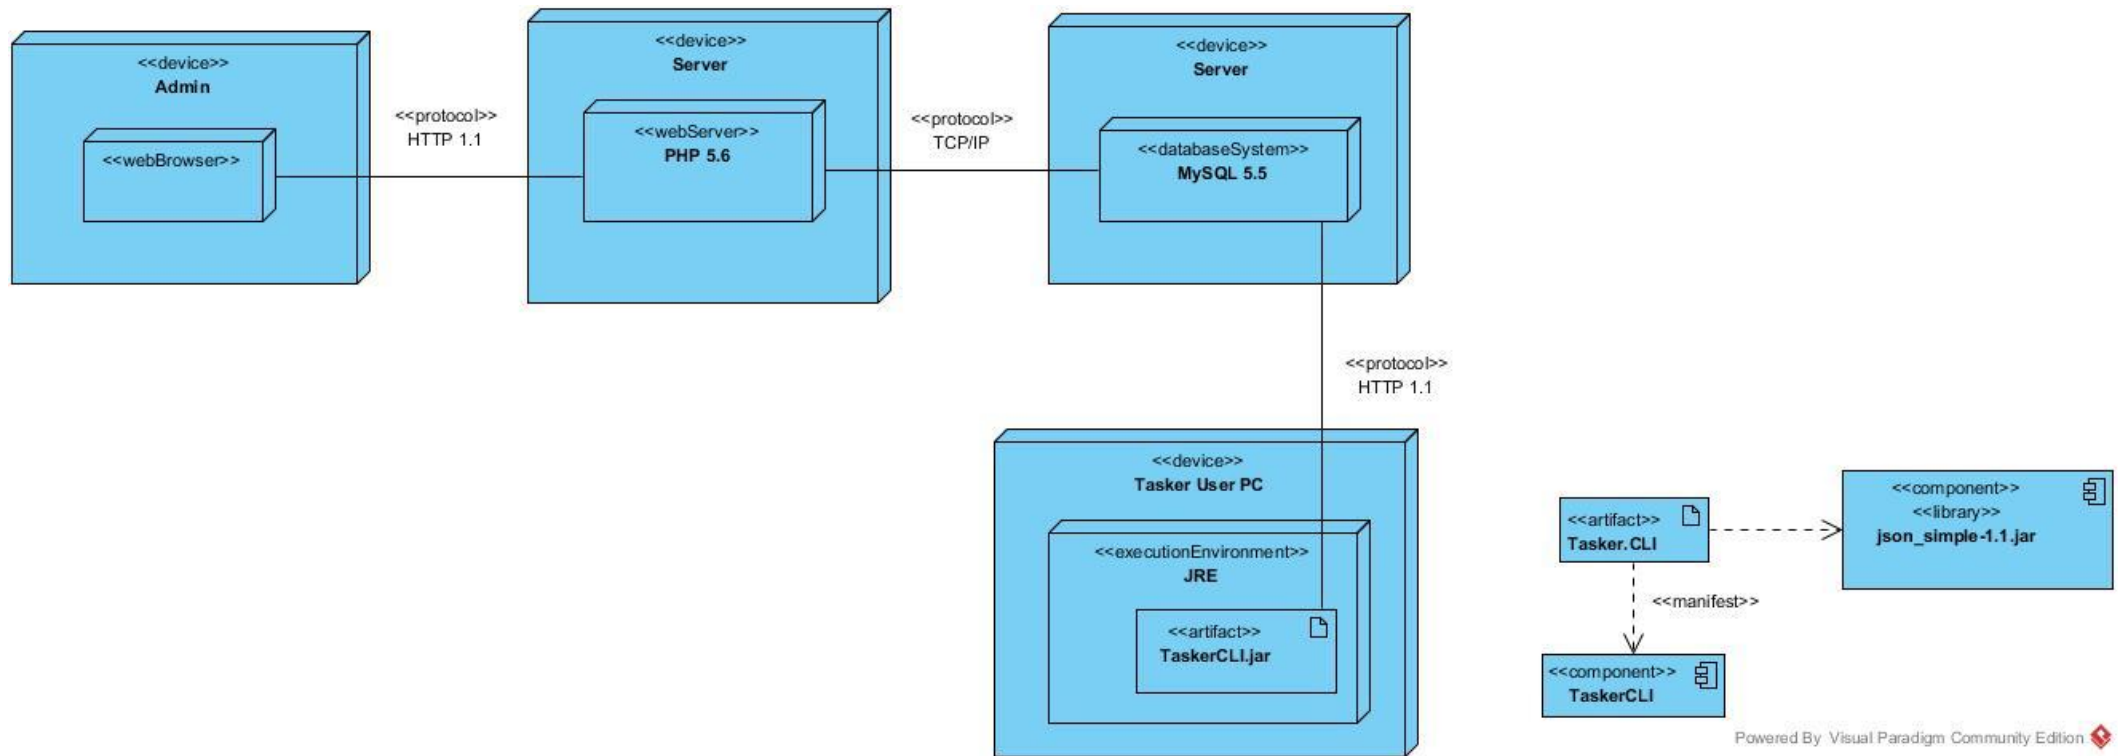 <<device>>
Admin
<<webBrowser>>
<<protocol>>
HTTP 1.1
<<device>>
Server
<<webServer>>
PHP 5.6
<<protocol>>
TCP/IP
<<device>>
Server
<<databaseSystem>>
MySQL 5.5
<<protocol>>
HTTP 1.1
<<device>>
Tasker User PC
<<executionEnvironment>>
JRE
<<artifact>>
TaskerCLI.jar
<<artifact>>
Tasker.CLI
<<component>>
<<library>>
json_simple-1.1.jar
<<manifest>>
<<component>>
TaskerCLI
Powered By Visual Paradigm Community Edition